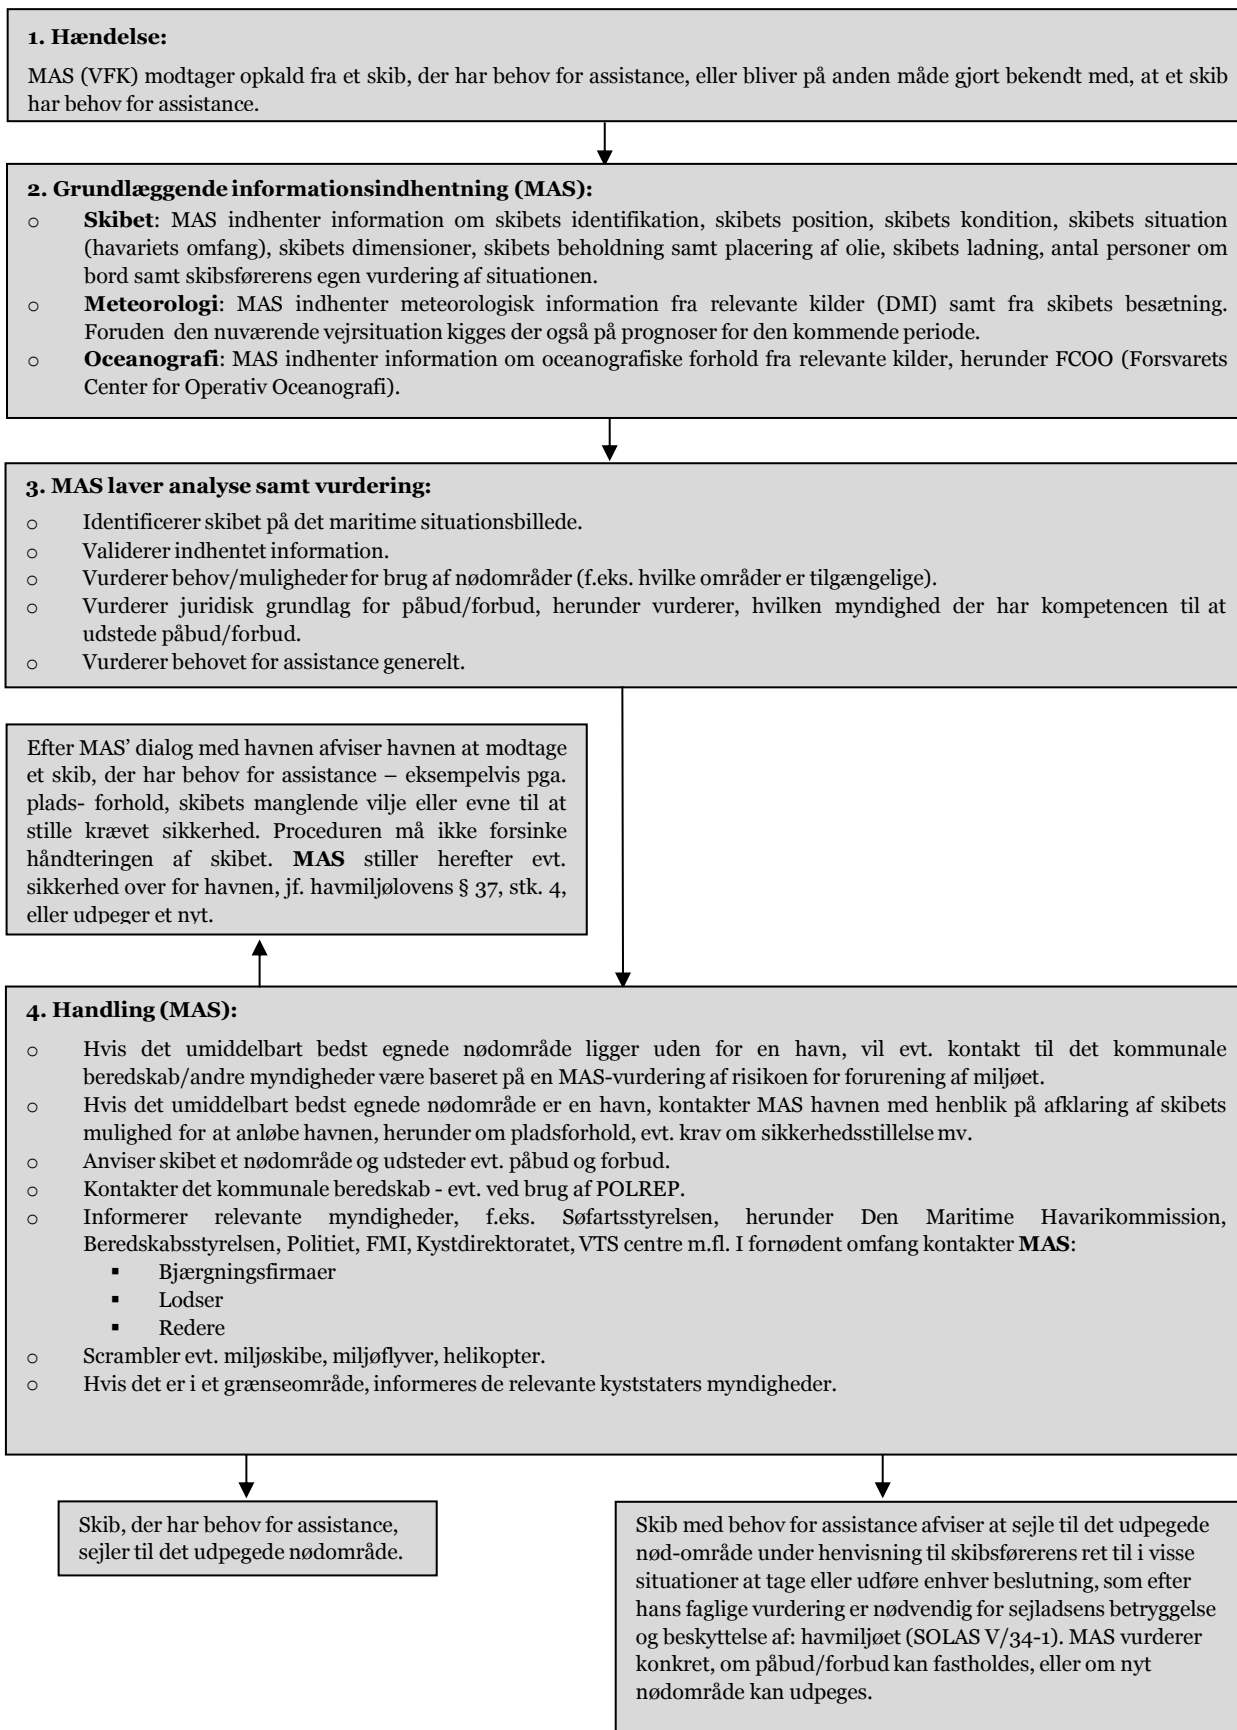 1. Hændelse:
MAS (VFK) modtager opkald fra et skib, der har behov for assistance, eller bliver på anden måde gjort bekendt med, at et skib
har behov for assistance.
2. Grundlæggende informationsindhentning (MAS):
o Skibet: MAS indhenter information om skibets identifikation, skibets position, skibets kondition, skibets situation
(havariets omfang), skibets dimensioner, skibets beholdning samt placering af olie, skibets ladning, antal personer om
bord samt skibsførerens egen vurdering af situationen.
o Meteorologi: MAS indhenter meteorologisk information fra relevante kilder (DMI) samt fra skibets besætning.
Foruden den nuværende vejrsituation kigges der også på prognoser for den kommende periode.
o Oceanografi: MAS indhenter information om oceanografiske forhold fra relevante kilder, herunder FCOO (Forsvarets
Center for Operativ Oceanografi).
3. MAS laver analyse samt vurdering:
o Identificerer skibet på det maritime situationsbillede.
o Validerer indhentet information.
o Vurderer behov/muligheder for brug af nødområder (f.eks. hvilke områder er tilgængelige).
o Vurderer juridisk grundlag for påbud/forbud, herunder vurderer, hvilken myndighed der har kompetencen til at
udstede påbud/forbud.
o Vurderer behovet for assistance generelt.
Efter MAS’ dialog med havnen afviser havnen at modtage
et skib, der har behov for assistance – eksempelvis pga.
plads- forhold, skibets manglende vilje eller evne til at
stille krævet sikkerhed. Proceduren må ikke forsinke
håndteringen af skibet. MAS stiller herefter evt.
sikkerhed over for havnen, jf. havmiljølovens § 37, stk. 4,
eller udpeger et nyt.
4. Handling (MAS):
o Hvis det umiddelbart bedst egnede nødområde ligger uden for en havn, vil evt. kontakt til det kommunale
beredskab/andre myndigheder være baseret på en MAS-vurdering af risikoen for forurening af miljøet.
o Hvis det umiddelbart bedst egnede nødområde er en havn, kontakter MAS havnen med henblik på afklaring af skibets
mulighed for at anløbe havnen, herunder om pladsforhold, evt. krav om sikkerhedsstillelse mv.
o Anviser skibet et nødområde og udsteder evt. påbud og forbud.
o Kontakter det kommunale beredskab - evt. ved brug af POLREP.
o Informerer relevante myndigheder, f.eks. Søfartsstyrelsen, herunder Den Maritime Havarikommission,
Beredskabsstyrelsen, Politiet, FMI, Kystdirektoratet, VTS centre m.fl. I fornødent omfang kontakter MAS:
▪ Bjærgningsfirmaer
▪ Lodser
▪ Redere
o Scrambler evt. miljøskibe, miljøflyver, helikopter.
o Hvis det er i et grænseområde, informeres de relevante kyststaters myndigheder.
Skib, der har behov for assistance,
sejler til det udpegede nødområde.
Skib med behov for assistance afviser at sejle til det udpegede
nød-område under henvisning til skibsførerens ret til i visse
situationer at tage eller udføre enhver beslutning, som efter
hans faglige vurdering er nødvendig for sejladsens betryggelse
og beskyttelse af: havmiljøet (SOLAS V/34-1). MAS vurderer
konkret, om påbud/forbud kan fastholdes, eller om nyt
nødområde kan udpeges.